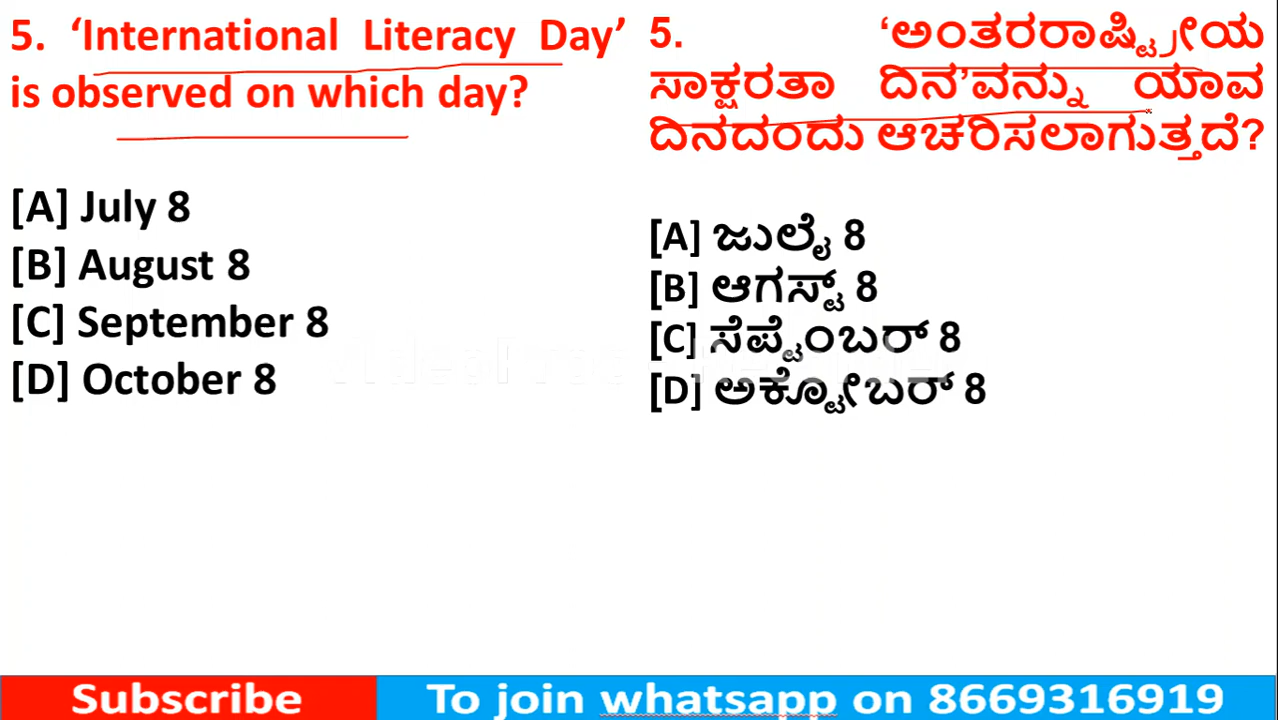 5. ‘International Literacy Day’
is observed on which day?
[A] July 8
[B] August 8
[C] September 8
[D] October 8
5. ‘ಅಂತರರಾಷ್ಟ್ರೀಯ
ಸಾಕ್ಷರತಾ ದಿನ’ವನ್ನು ಯಾವ
ದಿನದಂದು ಆಚರಿಸಲಾಗುತ್ತದೆ?
[A] ಜುಲೈ 8
[B] ಆಗಸ್ಟ್ 8
[C] ಸೆಪ್ಟೆಂಬರ್ 8
[D] ಅಕ್ಟೋಬರ್ 8
Subscribe
To join whatsapp on 8669316919